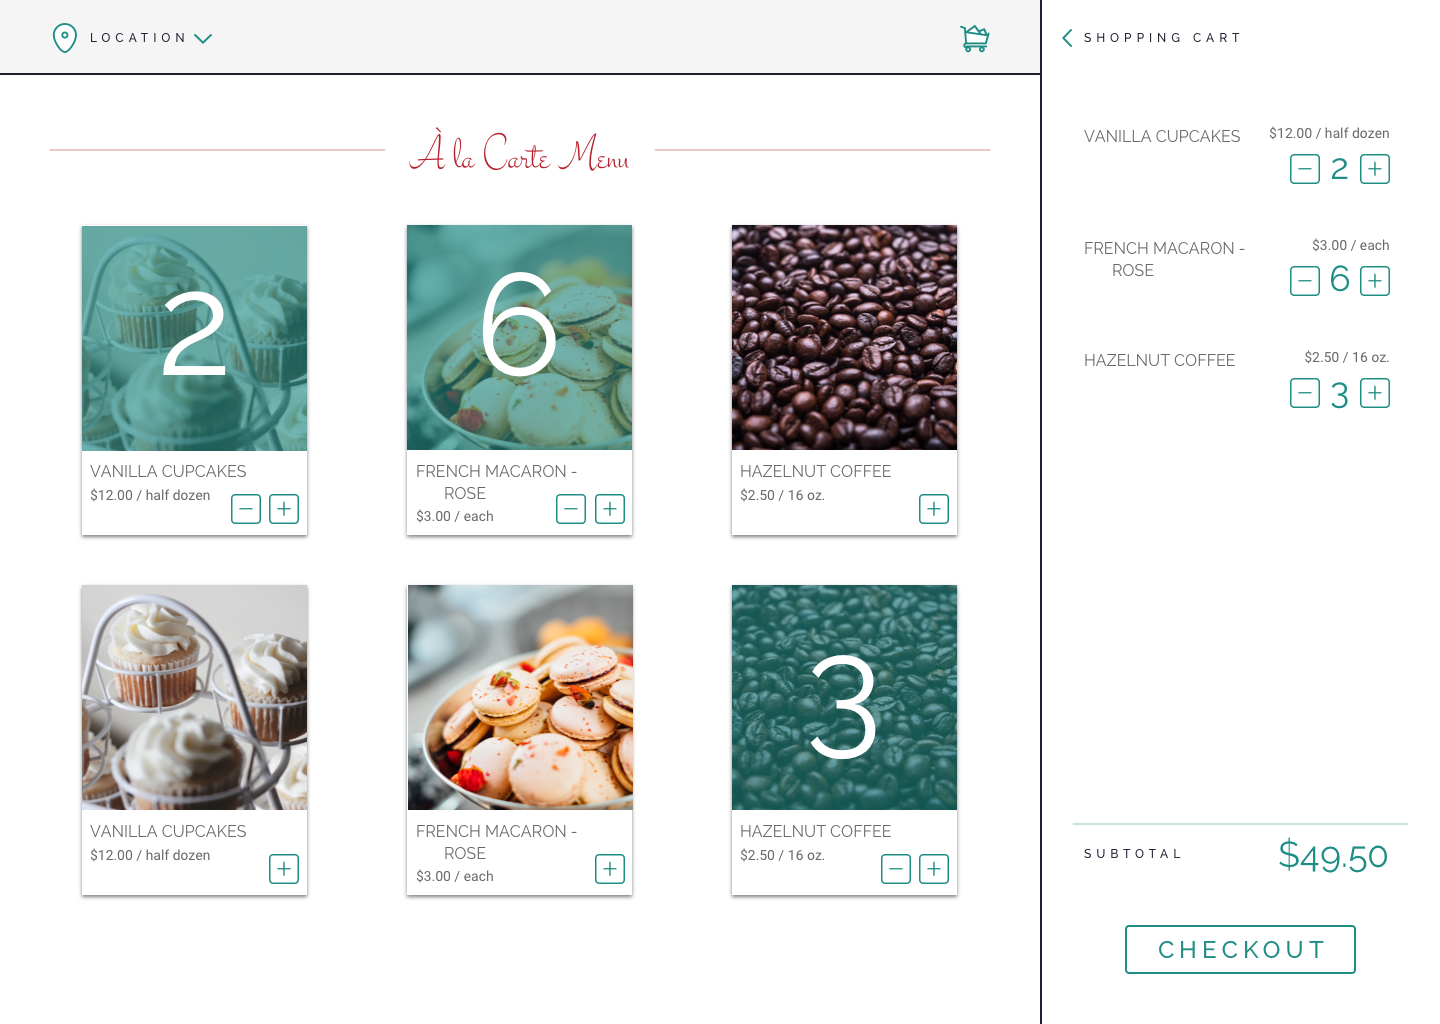 LOCATION
À la Carte Menu
2
VANILLA CUPCAKES
$12.00 / half dozen
6
FRENCH MACARON -
ROSE
$3.00 / each
HAZELNUT COFFEE
$2.50 / 16 oz.
VANILLA CUPCAKES
$12.00 / half dozen
FRENCH MACARON -
ROSE
$3.00 / each
3
HAZELNUT COFFEE
$2.50 / 16 oz.
SHOPPING CART
VANILLA CUPCAKES
$12.00 / half dozen
2
FRENCH MACARON -
ROSE
$3.00 / each
6
HAZELNUT COFFEE
$2.50 / 16 oz.
3
SUBTOTAL
$49.50
CHECKOUT